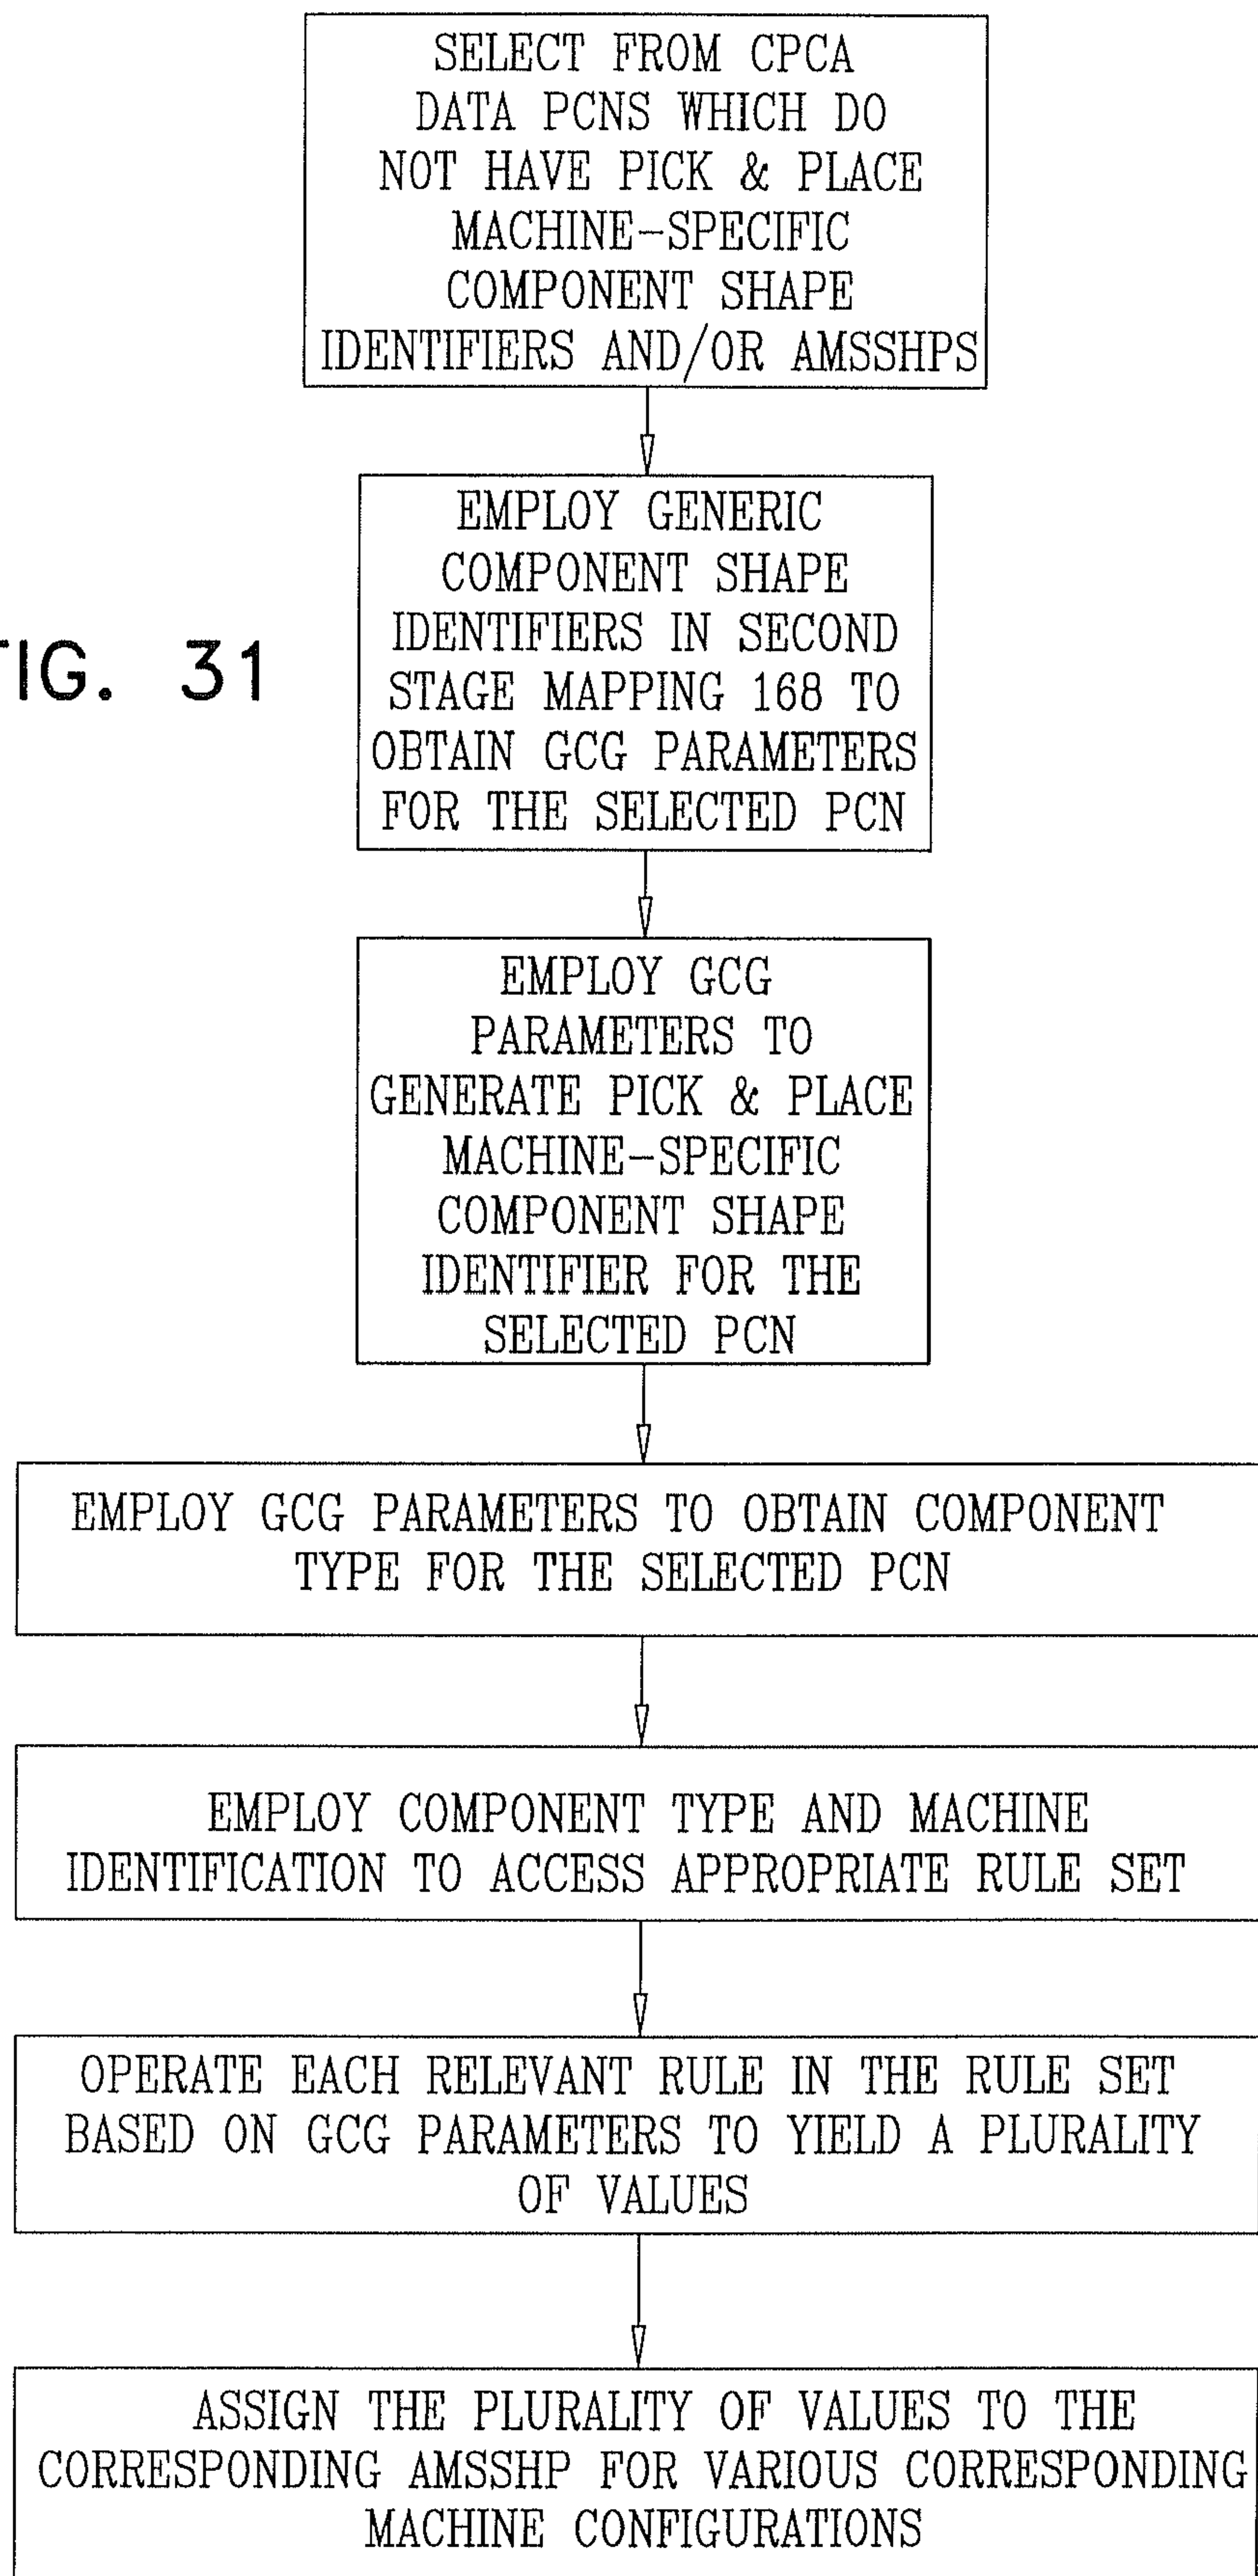 SELECT FROM CPCA
DATA PCNS WHICH DO
NOT HAVE PICK & PLACE
MACHINE-SPECIFIC
COMPONENT SHAPE
IDENTIFIERS AND/OR AMSSHPS
EMPLOY GENERIC
COMPONENT SHAPE
IDENTIFIERS IN SECOND
STAGE MAPPING 168 TO
OBTAIN GCG PARAMETERS
FOR THE SELECTED PCN
FIG. 31
EMPLOY GCG
PARAMETERS TO
GENERATE PICK & PLACE
MACHINE-SPECIFIC
COMPONENT SHAPE
IDENTIFIER FOR THE
SELECTED PCN
EMPLOY GCG PARAMETERS TO OBTAIN COMPONENT
TYPE FOR THE SELECTED PCN
EMPLOY COMPONENT TYPE AND MACHINE
IDENTIFICATION TO ACCESS APPROPRIATE RULE SET
OPERATE EACH RELEVANT RULE IN THE RULE SET
BASED ON GCG PARAMETERS TO YIELD A PLURALITY
OF VALUES
ASSIGN THE PLURALITY OF VALUES TO THE
CORRESPONDING AMSSHP FOR VARIOUS CORRESPONDING
MACHINE CONFIGURATIONS